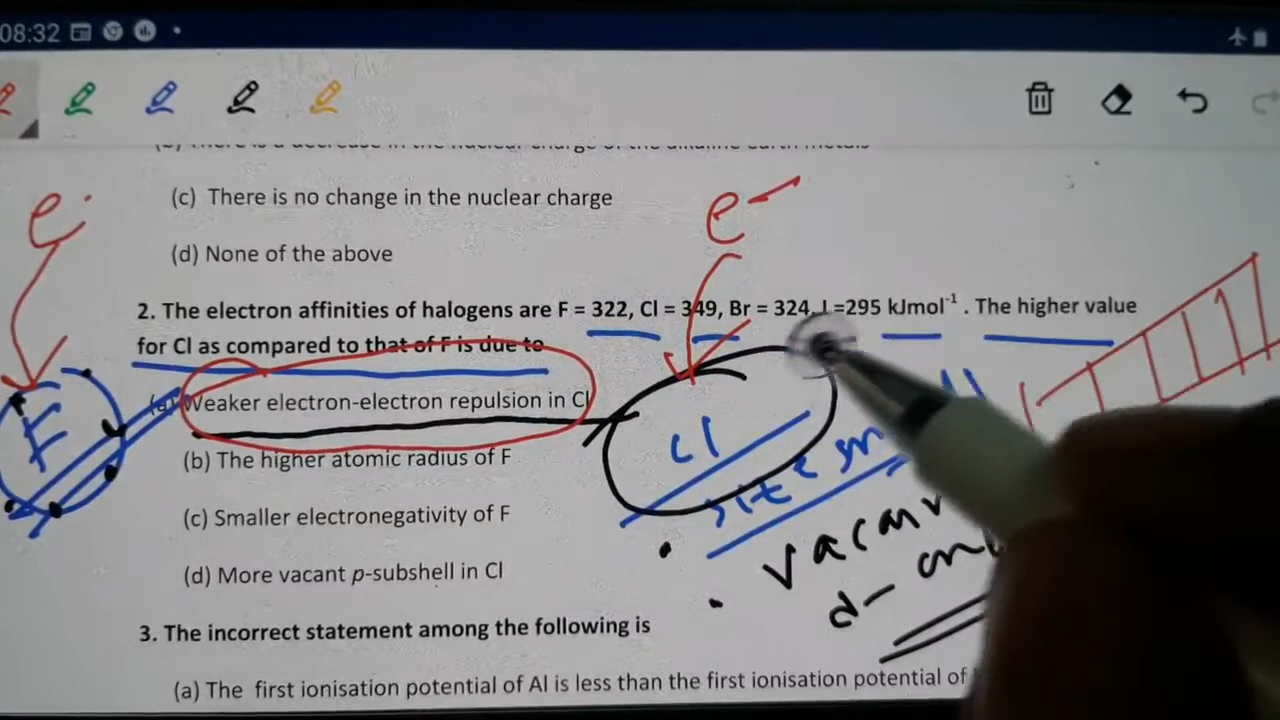 08:32
(c) There is no change in the nuclear charge
(d) None of the above
e-
e-
2. The electron affinities of halogens are F = 322, Cl = 349, Br = 324, I =295 kJmol-1 . The higher value
for Cl as compared to that of F is due to
(a) Weaker electron-electron repulsion in Cl
F
Cl
(b) The higher atomic radius of F
(c) Smaller electronegativity of F
(d) More vacant p-subshell in Cl
d-
3. The incorrect statement among the following is
(a) The first ionisation potential of Al is less than the first ionisation potential of